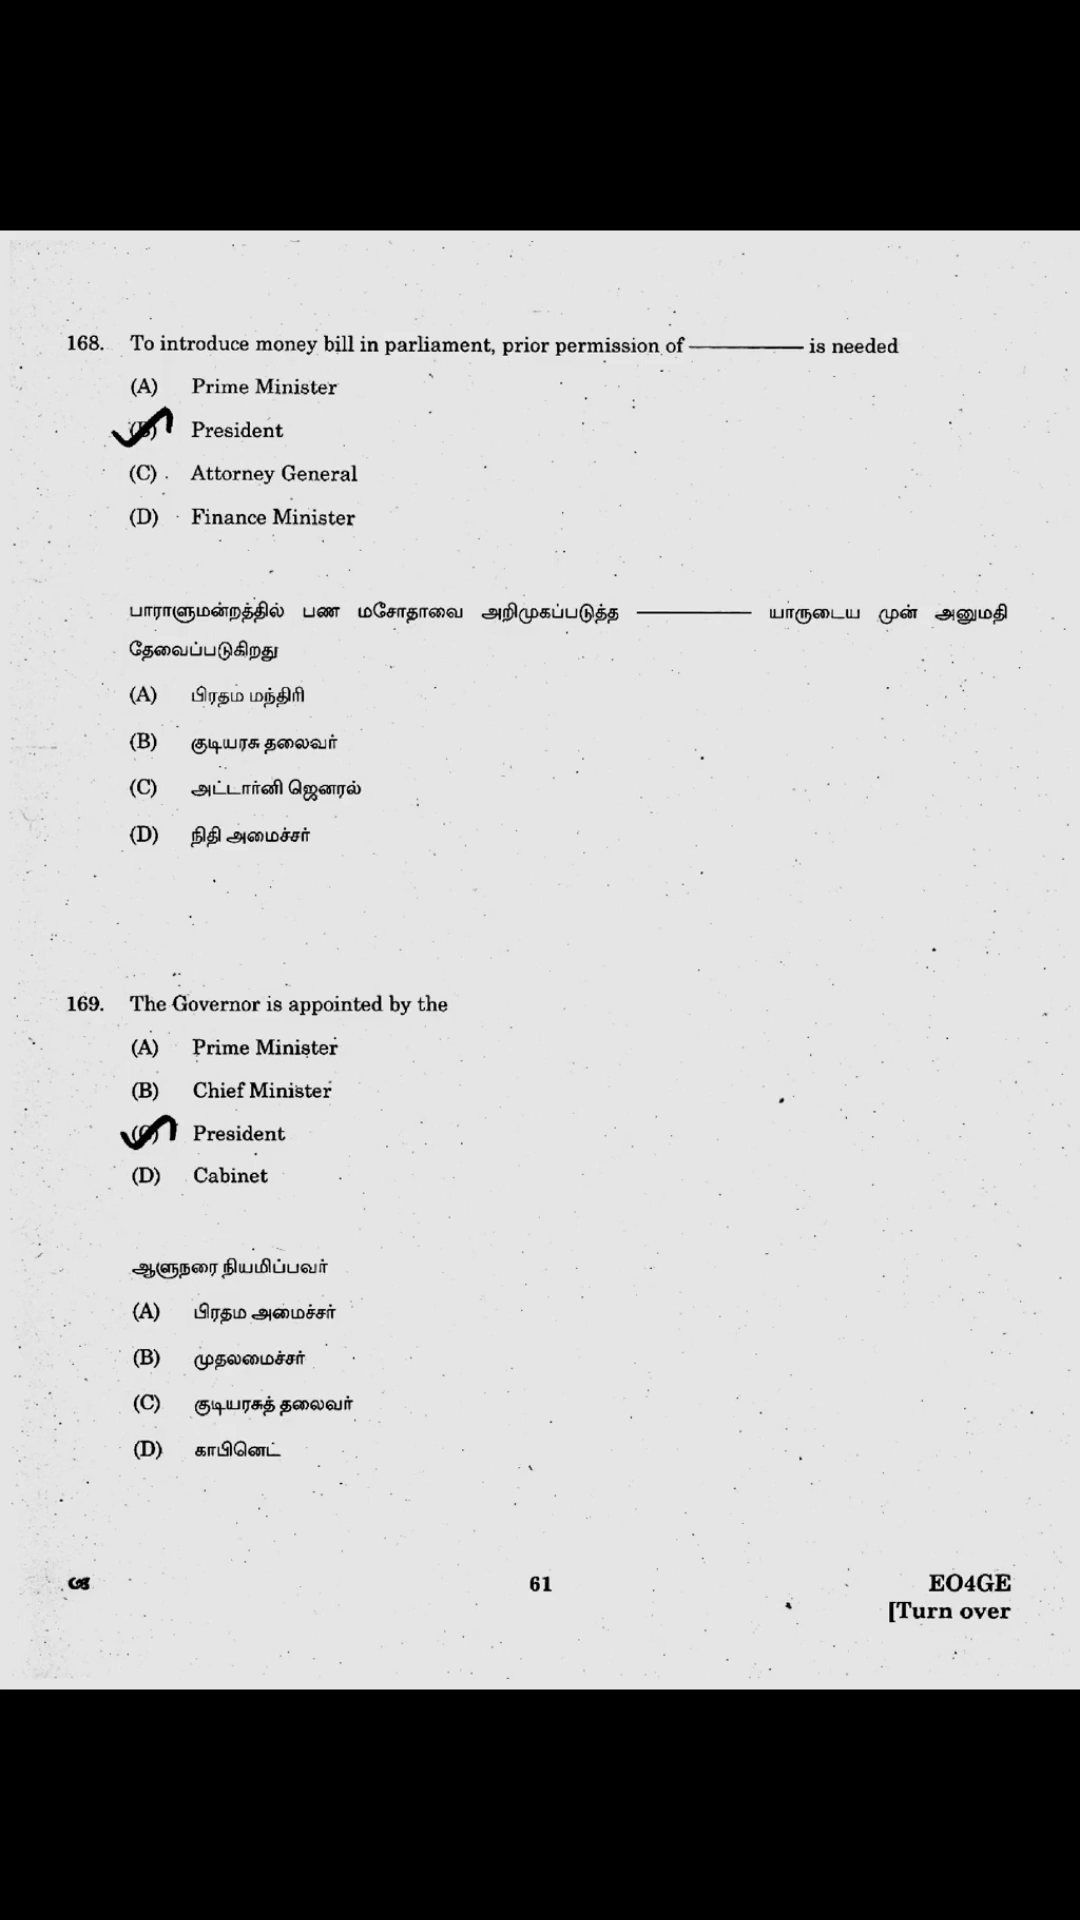 168. To introduce money bill in parliament, prior permission of ———— is needed
(A) Prime Minister
(B) President
(C) Attorney General
(D) Finance Minister
பாராளுமன்றத்தில் பண மசோதாவை அறிமுகப்படுத்த ———— யாருடைய முன் அனுமதி
தேவைப்படுகிறது
(A) பிரதம மந்திரி
(B) குடியரசு தலைவர்
(C) அட்டார்னி ஜெனரல்
(D) நிதி அமைச்சர்
169. The Governor is appointed by the
(A) Prime Minister
(B) Chief Minister
(C) President
(D) Cabinet
ஆளுநரை நியமிப்பவர்
(A) பிரதம அமைச்சர்
(B) முதலமைச்சர்
(C) குடியரசுத் தலைவர்
(D) காபினெட்
61 EO4GE
[Turn over